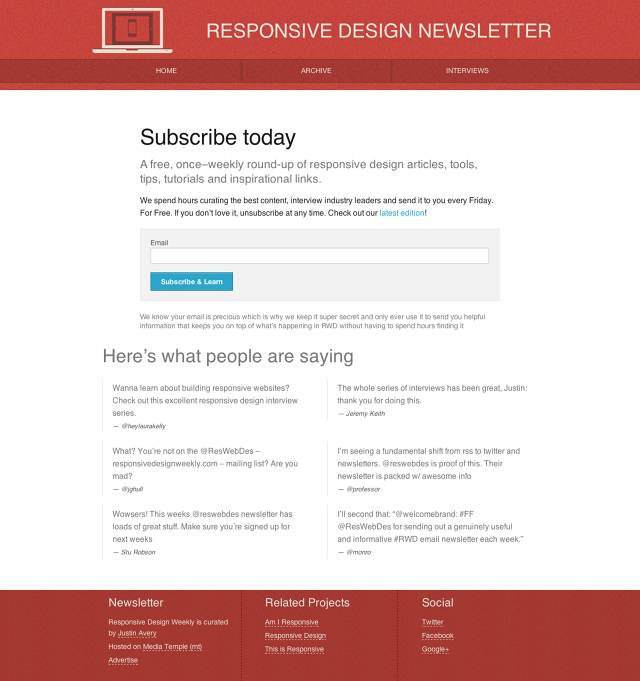 RESPONSIVE DESIGN NEWSLETTER
HOME
ARCHIVE
INTERVIEWS
Subscribe today
A free, once–weekly round-up of responsive design articles, tools,
tips, tutorials and inspirational links.
We spend hours curating the best content, interview industry leaders and send it to you every Friday.
For Free. If you don’t love it, unsubscribe at any time. Check out our latest edition!
Email
Subscribe & Learn
We know your email is precious which is why we keep it super secret and only ever use it to send you helpful
information that keeps you on top of what’s happening in RWD without having to spend hours finding it
Here’s what people are saying
Wanna learn about building responsive websites?
Check out this excellent responsive design interview
series.
— @heylaurakelly
The whole series of interviews has been great, Justin:
thank you for doing this.
— Jeremy Keith
What? You’re not on the @ResWebDes –
responsivedesignweekly.com – mailing list? Are you
mad?
— @jghull
I’m seeing a fundamental shift from rss to twitter and
newsletters. @reswebdes is proof of this. Their
newsletter is packed w/ awesome info
— @professor
Wowsers! This weeks @reswebdes newsletter has
loads of great stuff. Make sure you’re signed up for
next weeks
— Stu Robson
I’ll second that: “@welcomebrand: #FF
@ResWebDes for sending out a genuinely useful
and informative #RWD email newsletter each week.”
— @monro
Newsletter
Responsive Design Weekly is curated
by Justin Avery
Hosted on Media Temple (mt)
Advertise
Related Projects
Am I Responsive
Responsive Design
This is Responsive
Social
Twitter
Facebook
Google+